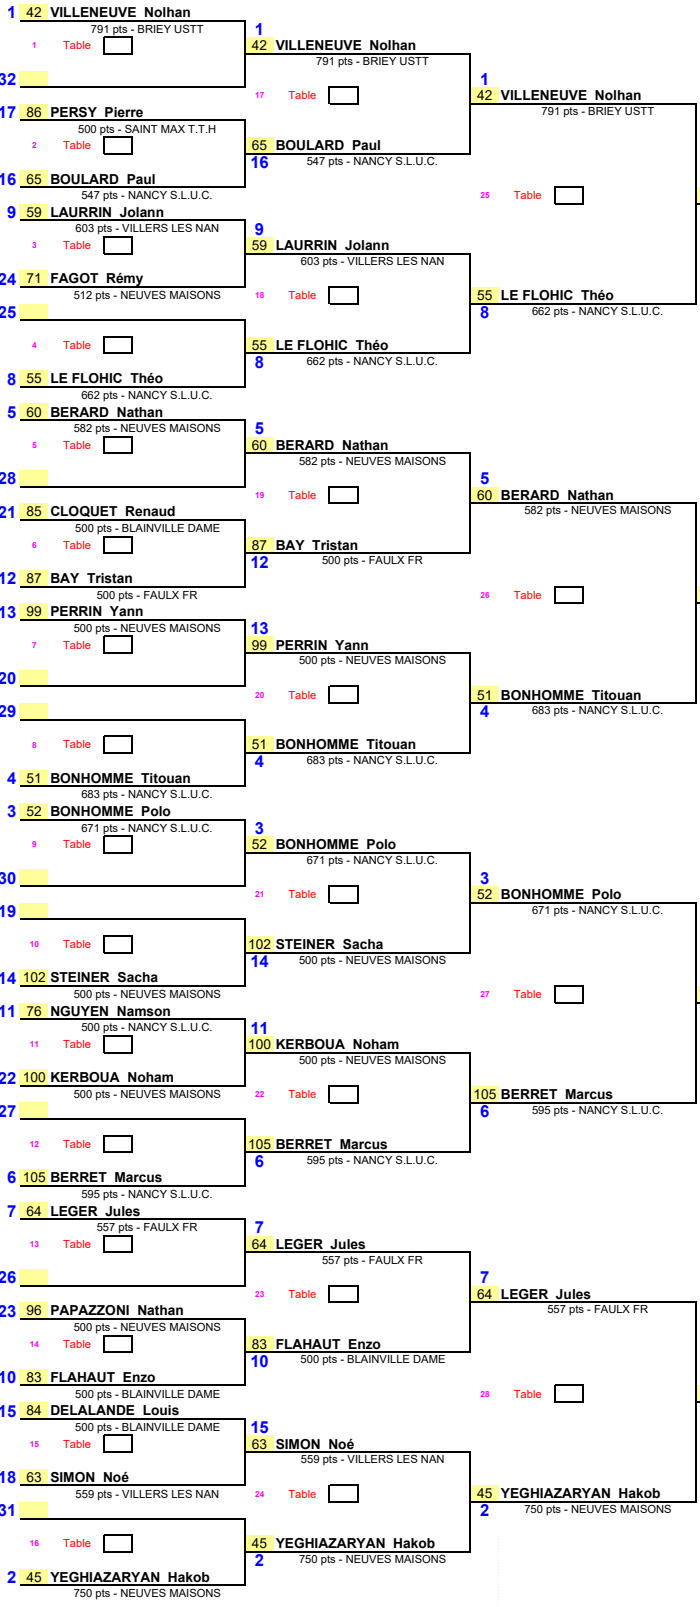 1 42 VILLENEUVE Nolhan
791 pts - BRIEY USTT
1 Table
32
17 86 PERSY Pierre
500 pts - SAINT MAX T.T.H
2 Table
16 65 BOULARD Paul
547 pts - NANCY S.L.U.C.
9 59 LAURRIN Jolann
603 pts - VILLERS LES NAN
3 Table
24 71 FAGOT Rémy
512 pts - NEUVES MAISONS
25
4 Table
8 55 LE FLOHIC Théo
662 pts - NANCY S.L.U.C.
5 60 BERARD Nathan
582 pts - NEUVES MAISONS
5 Table
28
21 85 CLOQUET Renaud
500 pts - BLAINVILLE DAME
6 Table
12 87 BAY Tristan
500 pts - FAULX FR
13 99 PERRIN Yann
500 pts - NEUVES MAISONS
7 Table
20
29
8 Table
4 51 BONHOMME Titouan
683 pts - NANCY S.L.U.C.
3 52 BONHOMME Polo
671 pts - NANCY S.L.U.C.
9 Table
30
19
10 Table
14 102 STEINER Sacha
500 pts - NEUVES MAISONS
11 76 NGUYEN Namson
500 pts - NANCY S.L.U.C.
11 Table
22 100 KERBOUA Noham
500 pts - NEUVES MAISONS
27
12 Table
6 105 BERRET Marcus
595 pts - NANCY S.L.U.C.
7 64 LEGER Jules
557 pts - FAULX FR
13 Table
26
23 96 PAPAZZONI Nathan
500 pts - NEUVES MAISONS
14 Table
10 83 FLAHAUT Enzo
500 pts - BLAINVILLE DAME
15 84 DELALANDE Louis
500 pts - BLAINVILLE DAME
15 Table
18 63 SIMON Noé
559 pts - VILLERS LES NAN
31
16 Table
2 45 YEGHIAZARYAN Hakob
750 pts - NEUVES MAISONS
1
42 VILLENEUVE Nolhan
791 pts - BRIEY USTT
17 Table
65 BOULARD Paul
16 547 pts - NANCY S.L.U.C.
9
59 LAURRIN Jolann
603 pts - VILLERS LES NAN
18 Table
55 LE FLOHIC Théo
8 662 pts - NANCY S.L.U.C.
5
60 BERARD Nathan
582 pts - NEUVES MAISONS
19 Table
87 BAY Tristan
12 500 pts - FAULX FR
13
99 PERRIN Yann
500 pts - NEUVES MAISONS
20 Table
51 BONHOMME Titouan
4 683 pts - NANCY S.L.U.C.
3
52 BONHOMME Polo
671 pts - NANCY S.L.U.C.
21 Table
102 STEINER Sacha
14 500 pts - NEUVES MAISONS
11
100 KERBOUA Noham
500 pts - NEUVES MAISONS
22 Table
105 BERRET Marcus
6 595 pts - NANCY S.L.U.C.
7
64 LEGER Jules
557 pts - FAULX FR
23 Table
83 FLAHAUT Enzo
10 500 pts - BLAINVILLE DAME
15
63 SIMON Noé
559 pts - VILLERS LES NAN
24 Table
45 YEGHIAZARYAN Hakob
2 750 pts - NEUVES MAISONS
1
42 VILLENEUVE Nolhan
791 pts - BRIEY USTT
25 Table
55 LE FLOHIC Théo
8 662 pts - NANCY S.L.U.C.
5
60 BERARD Nathan
582 pts - NEUVES MAISONS
26 Table
51 BONHOMME Titouan
4 683 pts - NANCY S.L.U.C.
3
52 BONHOMME Polo
671 pts - NANCY S.L.U.C.
27 Table
105 BERRET Marcus
6 595 pts - NANCY S.L.U.C.
7
64 LEGER Jules
557 pts - FAULX FR
28 Table
45 YEGHIAZARYAN Hakob
2 750 pts - NEUVES MAISONS